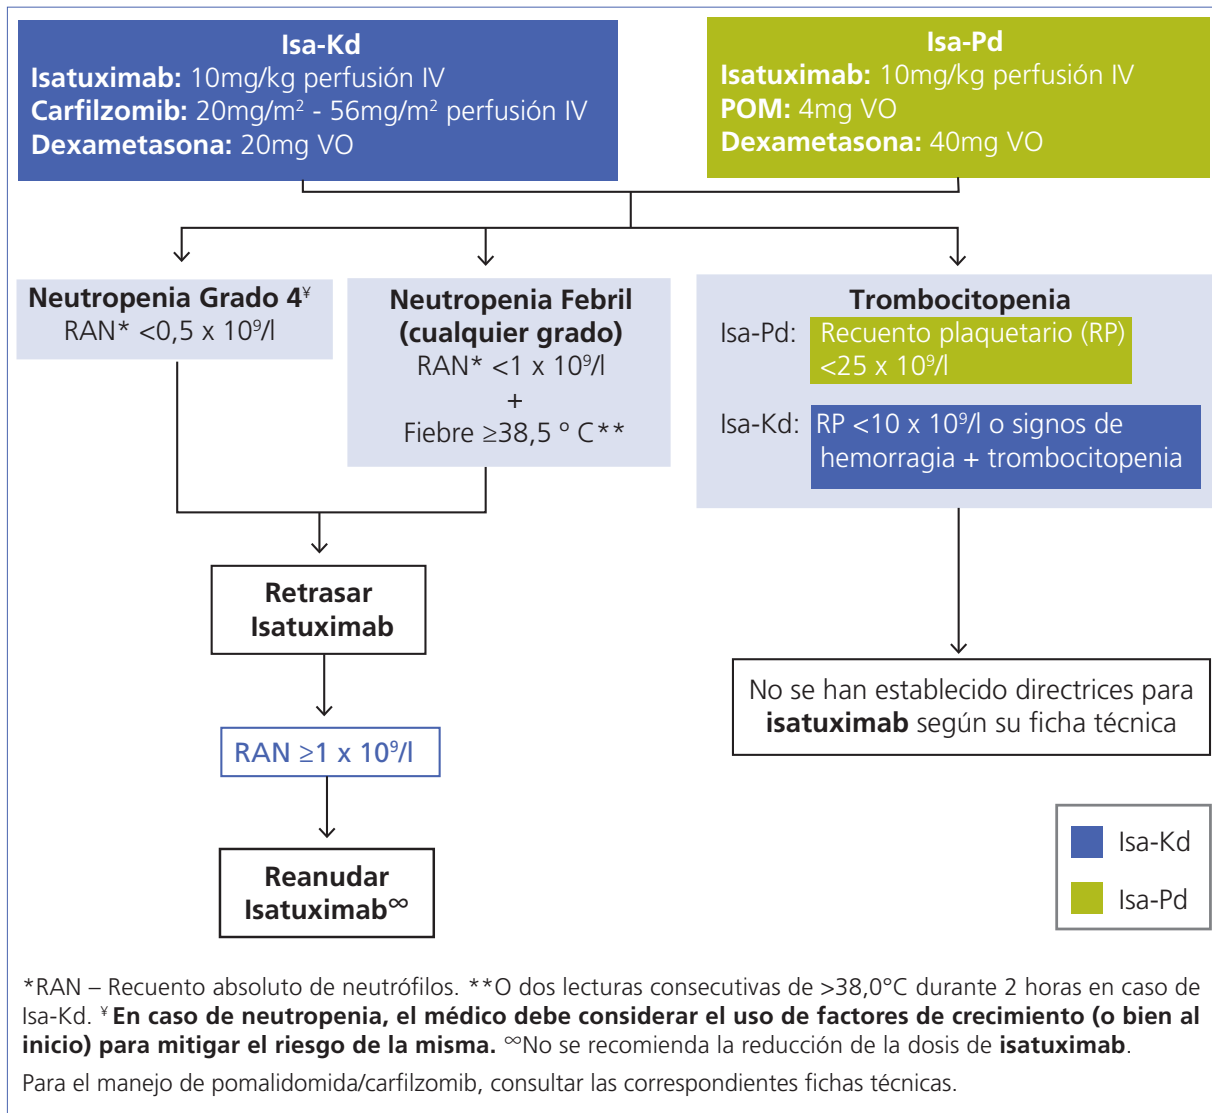 Isa-Kd
Isatuximab: 10mg/kg perfusión IV
Carfilzomib: 20mg/m² - 56mg/m² perfusión IV
Dexametasona: 20mg VO
Isa-Pd
Isatuximab: 10mg/kg perfusión IV
POM: 4mg VO
Dexametasona: 40mg VO
Neutropenia Grado 4¥
RAN* <0,5 x 10⁹/l
Neutropenia Febril
(cualquier grado)
RAN* <1 x 10⁹/l
+
Fiebre ≥38,5 º C**
Trombocitopenia
Isa-Pd: Recuento plaquetario (RP)
<25 x 10⁹/l
Isa-Kd: RP <10 x 10⁹/l o signos de
hemorragia + trombocitopenia
Retrasar
Isatuximab
RAN ≥1 x 10⁹/l
Reanudar
Isatuximab∞
No se han establecido directrices para
isatuximab según su ficha técnica
Isa-Kd
Isa-Pd
*RAN – Recuento absoluto de neutrófilos. **O dos lecturas consecutivas de >38,0°C durante 2 horas en caso de
Isa-Kd. ¥ En caso de neutropenia, el médico debe considerar el uso de factores de crecimiento (o bien al
inicio) para mitigar el riesgo de la misma. ∞No se recomienda la reducción de la dosis de isatuximab.
Para el manejo de pomalidomida/carfilzomib, consultar las correspondientes fichas técnicas.